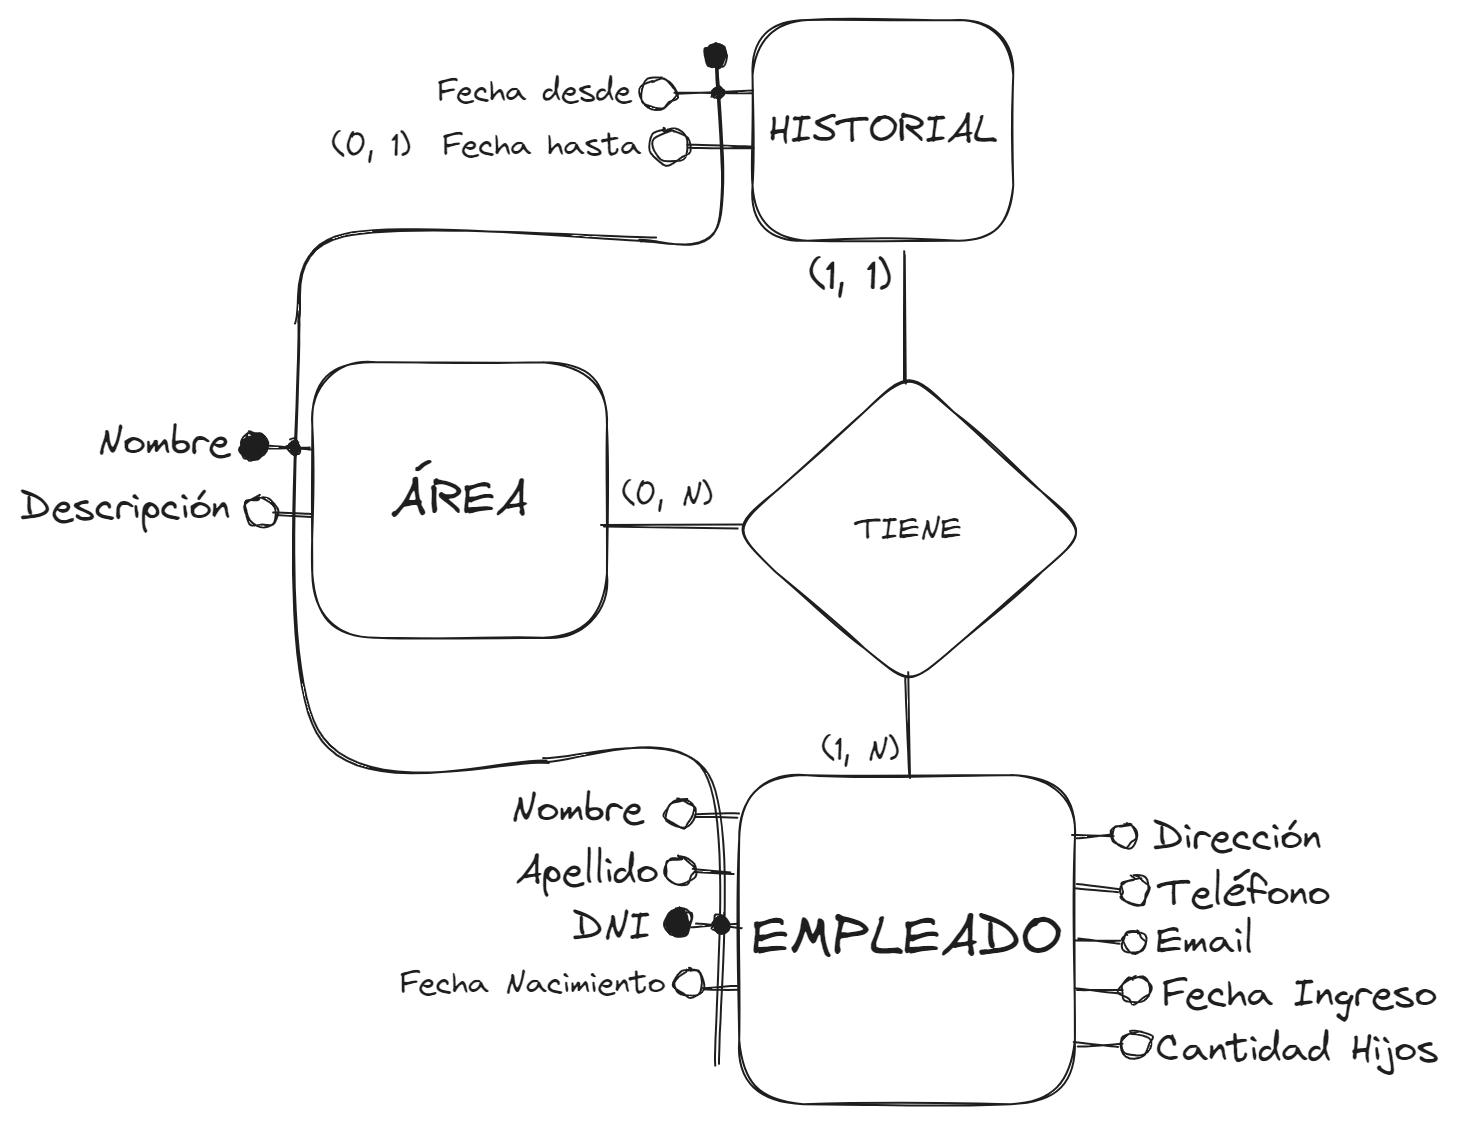 Fecha desde
(0, 1) Fecha hasta
HISTORIAL
(1, 1)
Nombre
Descripción
ÁREA
(0, N)
TIENE
(1, N)
Nombre
Apellido
DNI
Fecha Nacimiento
EMPLEADO
Dirección
Teléfono
Email
Fecha Ingreso
Cantidad Hijos